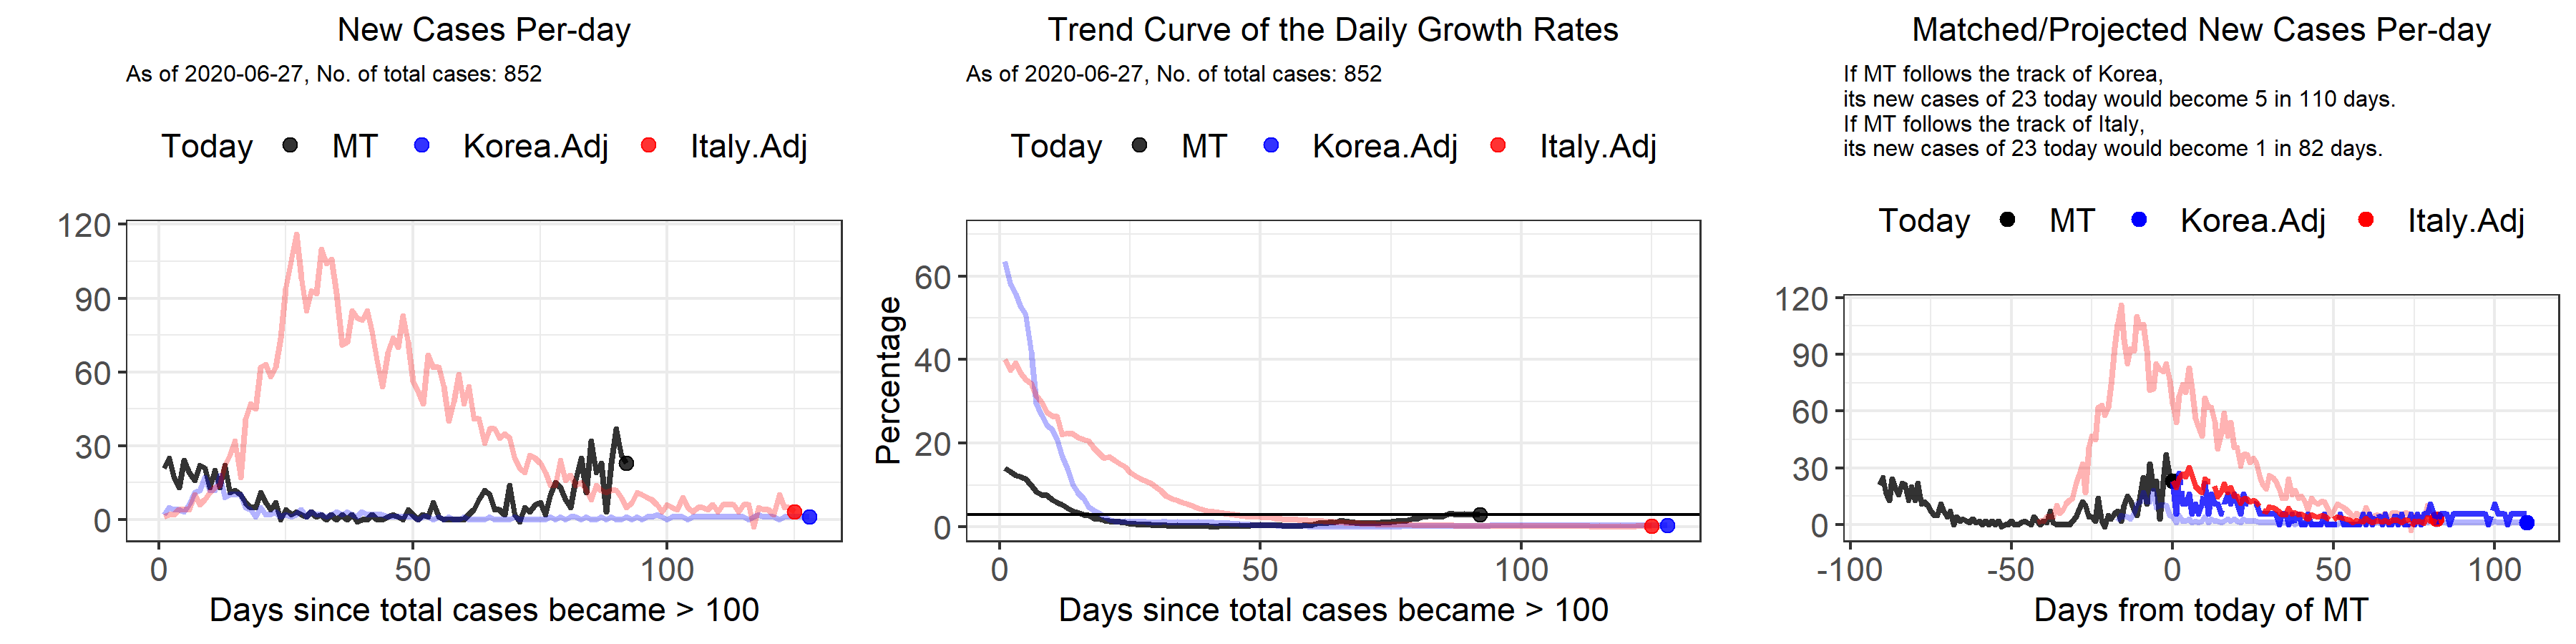 New Cases Per-day
As of 2020-06-27, No. of total cases: 852
Today MT Korea.Adj Italy.Adj
120
90
60
30
0
0 50 100
Days since total cases became > 100
Trend Curve of the Daily Growth Rates
As of 2020-06-27, No. of total cases: 852
Today MT Korea.Adj Italy.Adj
Percentage
60
40
20
0
0 50 100
Days since total cases became > 100
Matched/Projected New Cases Per-day
If MT follows the track of Korea,
its new cases of 23 today would become 5 in 110 days.
If MT follows the track of Italy,
its new cases of 23 today would become 1 in 82 days.
Today MT Korea.Adj Italy.Adj
120
90
60
30
0
-100 -50 0 50 100
Days from today of MT